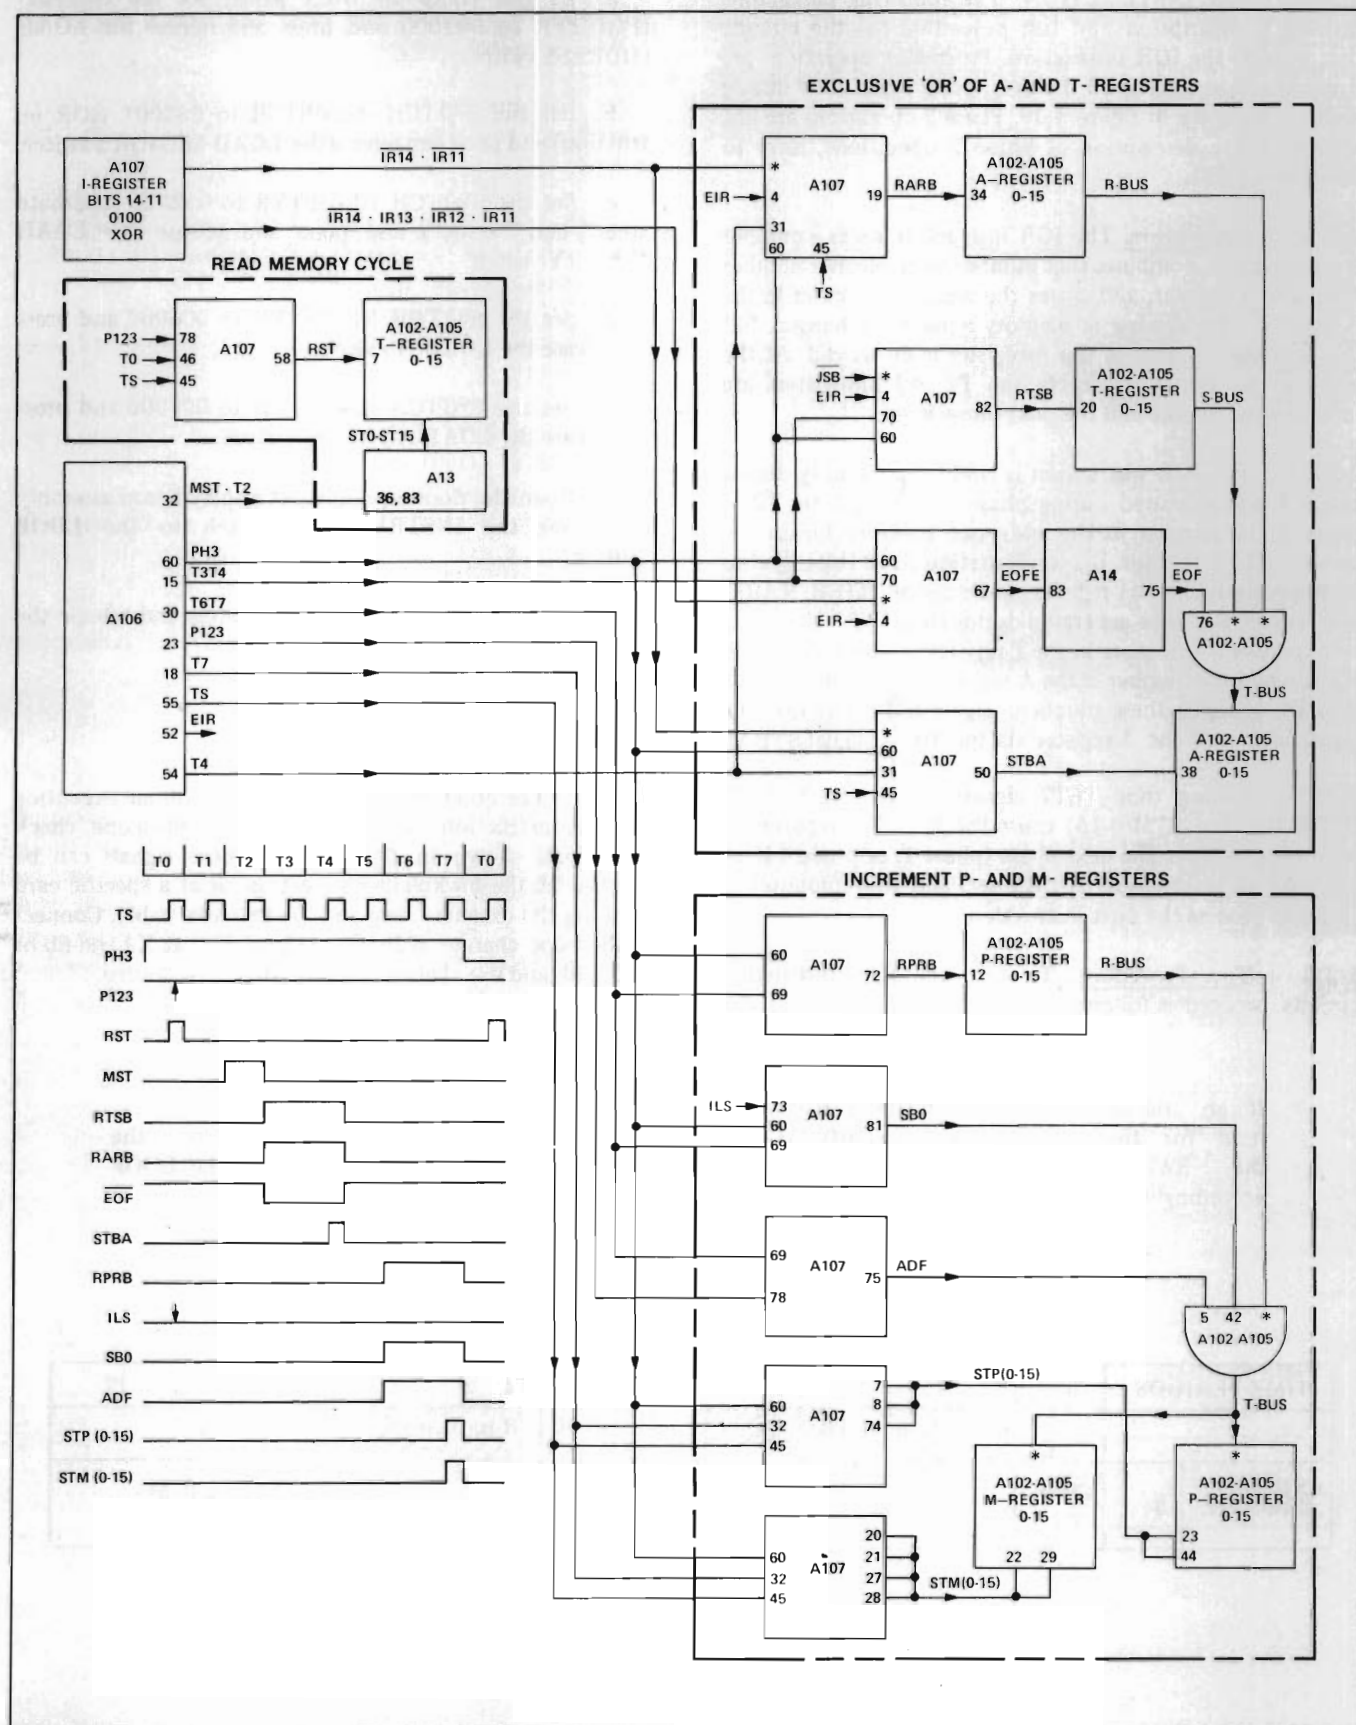 EXCLUSIVE 'OR' OF A- AND T- REGISTERS
A107
I-REGISTER
BITS 14-11
0100
XOR
IR14 · IR11
IR14 · IR13 · IR12 · IR11
*
EIR
4
31
60
45
TS
A107
19
RARB
34
A102-A105
A-REGISTER
0-15
R-BUS
READ MEMORY CYCLE
P123
78
T0
46
TS
45
A107
58
RST
7
A102-A105
T-REGISTER
0-15
ST0-ST15
A13
36, 83
JSB
*
EIR
4
70
60
A107
82
RTSB
20
A102-A105
T-REGISTER
0-15
S-BUS
A106
32
MST · T2
60
PH3
15
T3T4
30
T6T7
23
P123
18
T7
55
TS
52
EIR
54
T4
60
70
*
EIR
4
A107
67
EOFE
83
A14
75
EOF
76 * *
A102-A105
T-BUS
*
60
31
TS
45
A107
50
STBA
38
A102-A105
A-REGISTER
0-15
T0 T1 T2 T3 T4 T5 T6 T7 T0
TS
PH3
P123
RST
MST
RTSB
RARB
EOF
STBA
RPRB
ILS
SB0
ADF
STP (0-15)
STM (0-15)
INCREMENT P- AND M- REGISTERS
60
69
A107
72
RPRB
12
A102-A105
P-REGISTER
0-15
R-BUS
ILS
73
60
69
A107
81
SB0
69
78
A107
75
ADF
5 42 *
A102 A105
T-BUS
60
32
45
A107
7
8
74
STP(0-15)
*
A102-A105
M-REGISTER
0-15
22 29
*
A102-A105
P-REGISTER
0-15
23
44
60
32
45
A107
20
21
27
28
STM(0-15)